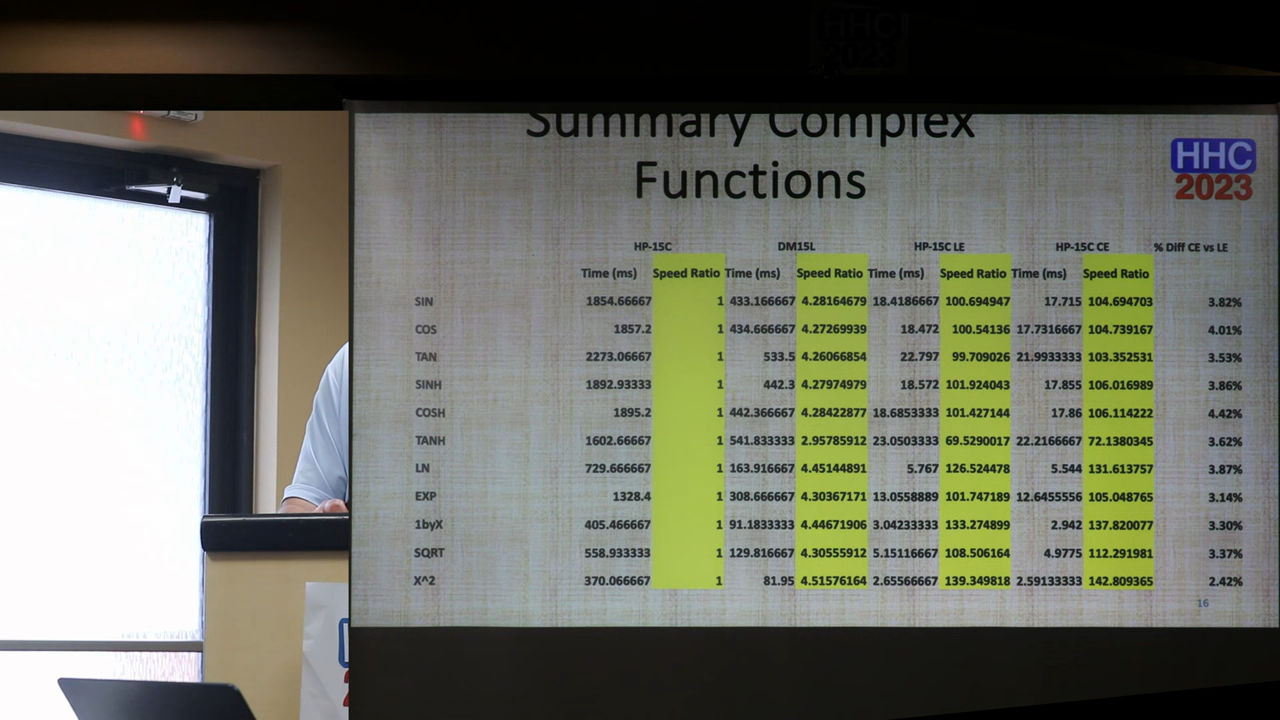 HHC
2023
Summary Complex
Functions
HHC
2023
HP-15C DM15L HP-15C LE HP-15C CE % Diff CE vs LE
Time (ms) Speed Ratio Time (ms) Speed Ratio Time (ms) Speed Ratio Time (ms) Speed Ratio
SIN 1854.66667 1 433.166667 4.28164679 18.4186667 100.694947 17.715 104.694703 3.82%
COS 1857.2 1 434.666667 4.27269939 18.472 100.54136 17.7316667 104.739167 4.01%
TAN 2273.06667 1 533.5 4.26066854 22.797 99.709026 21.9933333 103.352531 3.53%
SINH 1892.93333 1 442.3 4.27974979 18.572 101.924043 17.855 106.016989 3.86%
COSH 1895.2 1 442.366667 4.28422877 18.6853333 101.427144 17.86 106.114222 4.42%
TANH 1602.66667 1 541.833333 2.95785912 23.0503333 69.5290017 22.2166667 72.1380345 3.62%
LN 729.666667 1 163.916667 4.45144891 5.767 126.524478 5.544 131.613757 3.87%
EXP 1328.4 1 308.666667 4.30367171 13.0558889 101.747189 12.6455556 105.048765 3.14%
1byX 405.466667 1 91.1833333 4.44671906 3.04233333 133.274899 2.942 137.820077 3.30%
SQRT 558.933333 1 129.816667 4.30555912 5.15116667 108.506164 4.9775 112.291981 3.37%
X^2 370.066667 1 81.95 4.51576164 2.65566667 139.349818 2.59133333 142.809365 2.42%
16